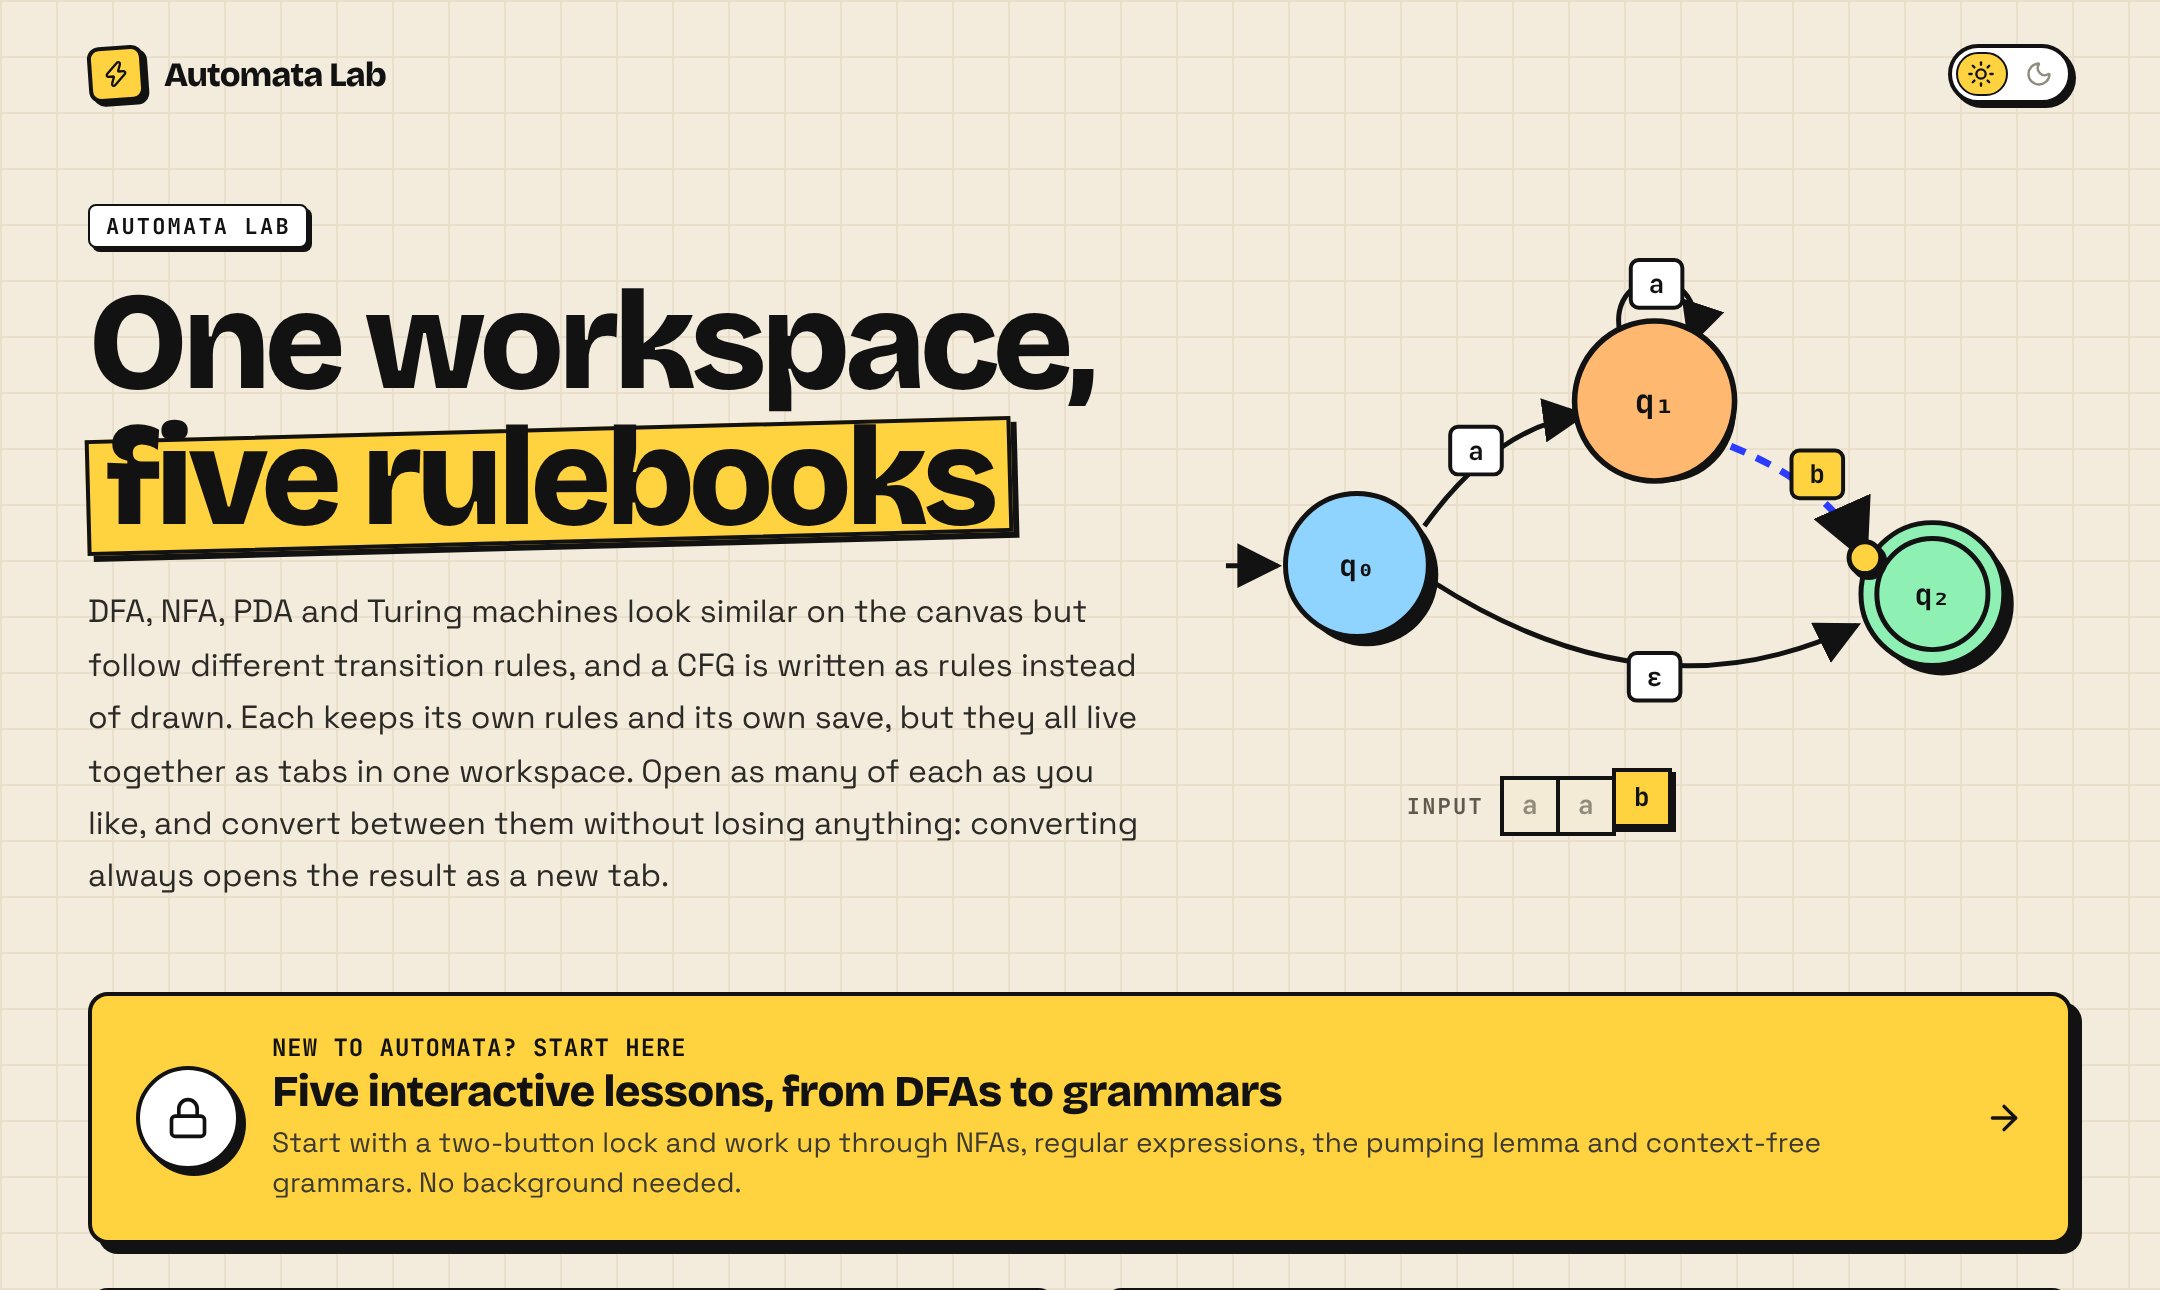 Automata Lab
AUTOMATA LAB
One workspace,
five rulebooks
DFA, NFA, PDA and Turing machines look similar on the canvas but
follow different transition rules, and a CFG is written as rules instead
of drawn. Each keeps its own rules and its own save, but they all live
together as tabs in one workspace. Open as many of each as you
like, and convert between them without losing anything: converting
always opens the result as a new tab.
a
q₁
a
b
q₀
q₂
ε
INPUT a a b
NEW TO AUTOMATA? START HERE
Five interactive lessons, from DFAs to grammars
Start with a two-button lock and work up through NFAs, regular expressions, the pumping lemma and context-free
grammars. No background needed.